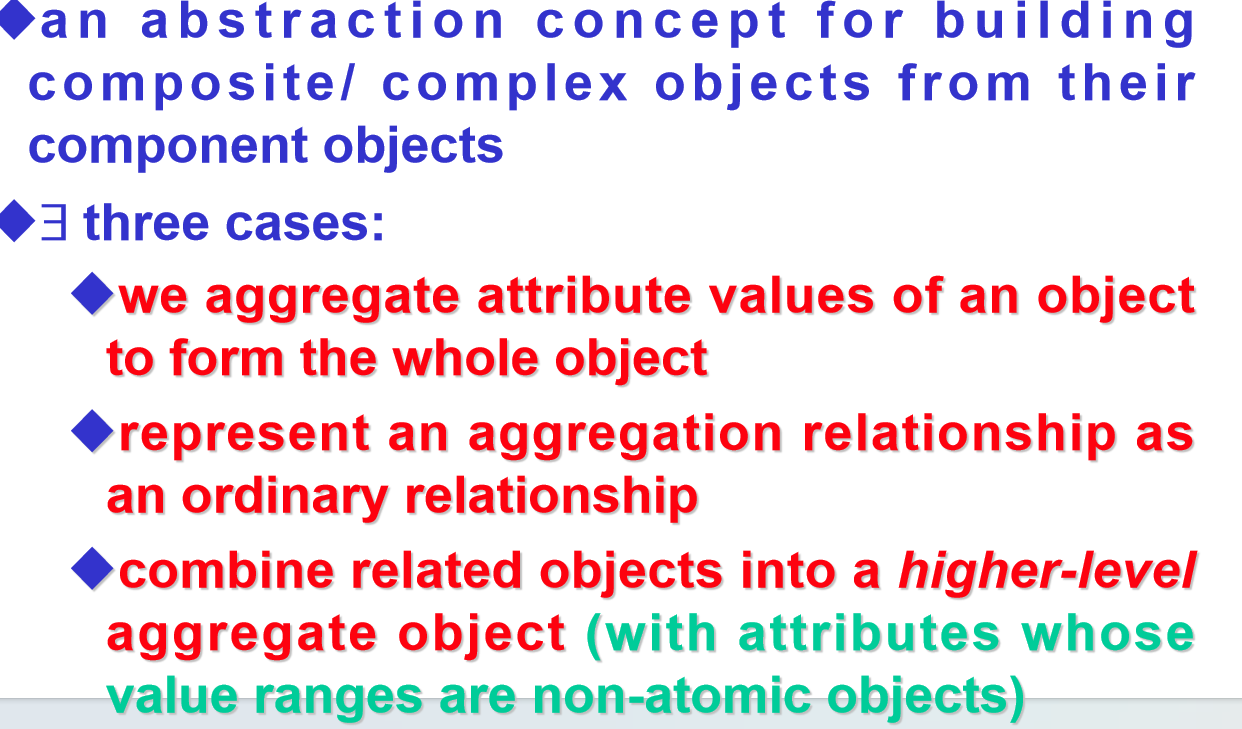 ◆an abstraction concept for building
composite/ complex objects from their
component objects
◆∃ three cases:
◆we aggregate attribute values of an object
to form the whole object
◆represent an aggregation relationship as
an ordinary relationship
◆combine related objects into a higher-level
aggregate object (with attributes whose
value ranges are non-atomic objects)